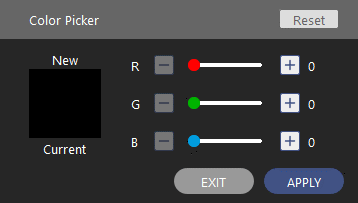 Color Picker
Reset
New
R − + 0
G − + 0
B − + 0
Current
EXIT
APPLY